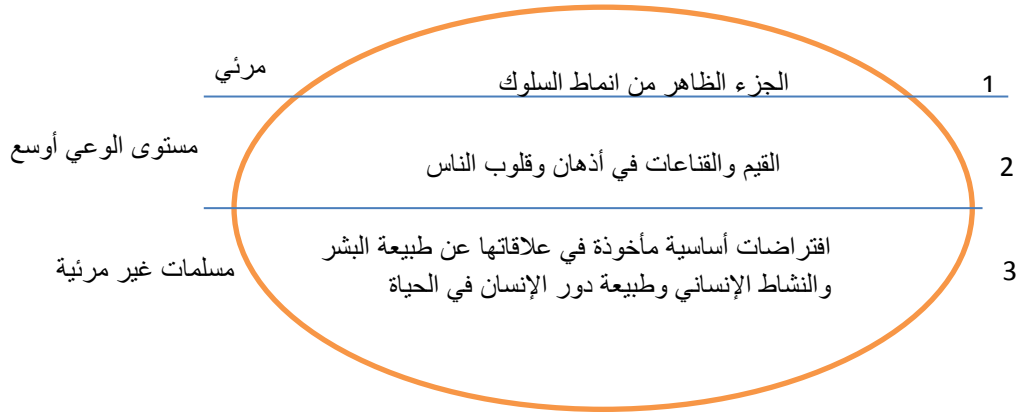 مرئي
الجزء الظاهر من انماط السلوك
1
مستوى الوعي أوسع
القيم والقناعات في أذهان وقلوب الناس
2
افتراضات أساسية مأخوذة في علاقاتها عن طبيعة البشر
والنشاط الإنساني وطبيعة دور الإنسان في الحياة
مسلمات غير مرئية
3